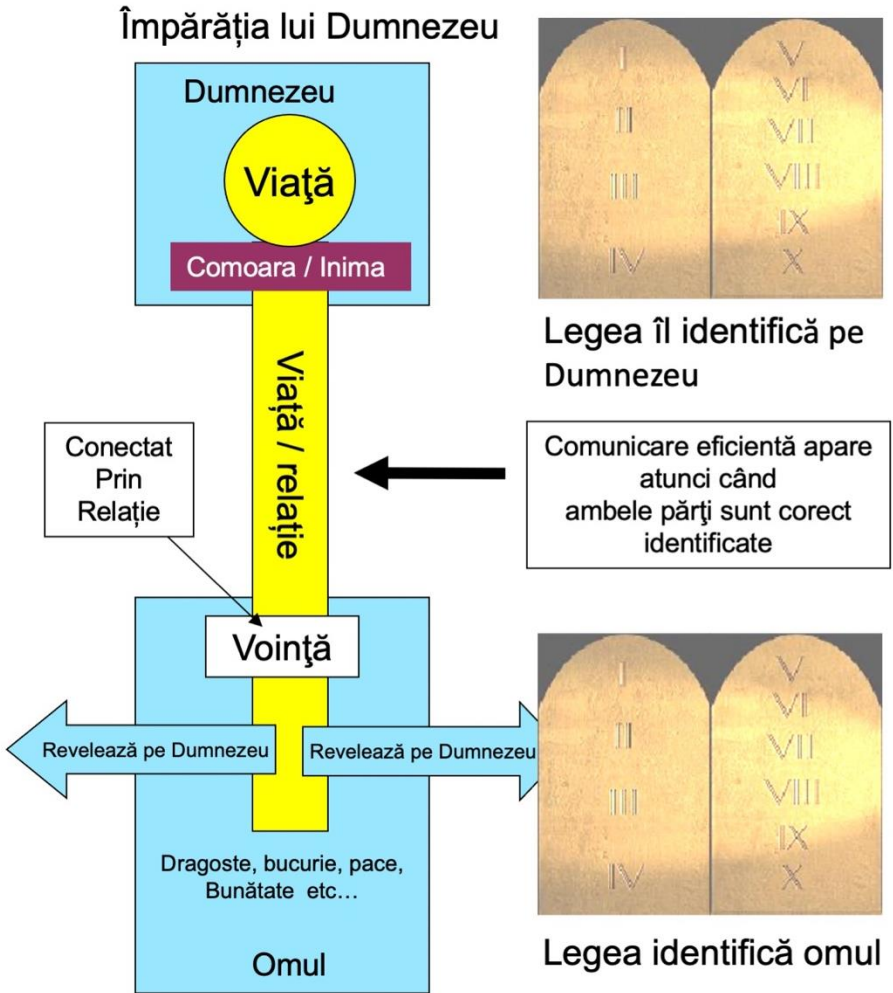 Împărăția lui Dumnezeu
Dumnezeu
Viaţă
Comoara / Inima
I
II
III
IV
V
VI
VII
VIII
IX
X
Legea îl identifică pe
Dumnezeu
Viață / relație
Conectat
Prin
Relație
Comunicare eficientă apare
atunci când
ambele părţi sunt corect
identificate
Voinţă
Revelează pe Dumnezeu
Revelează pe Dumnezeu
Dragoste, bucurie, pace,
Bunătate etc…
Omul
I
II
III
IV
V
VI
VII
VIII
IX
X
Legea identifică omul